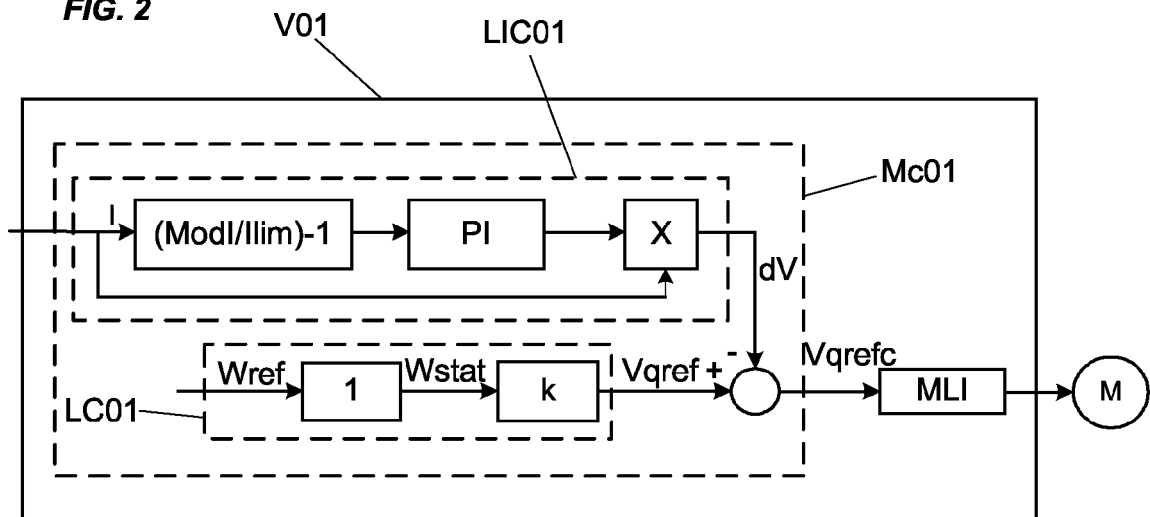 FIG. 2
V01
LIC01
Mc01
I
(ModI/Ilim)-1
PI
X
dV
Wref
1
Wstat
k
Vqref + -
Vqrefc
MLI
M
LC01